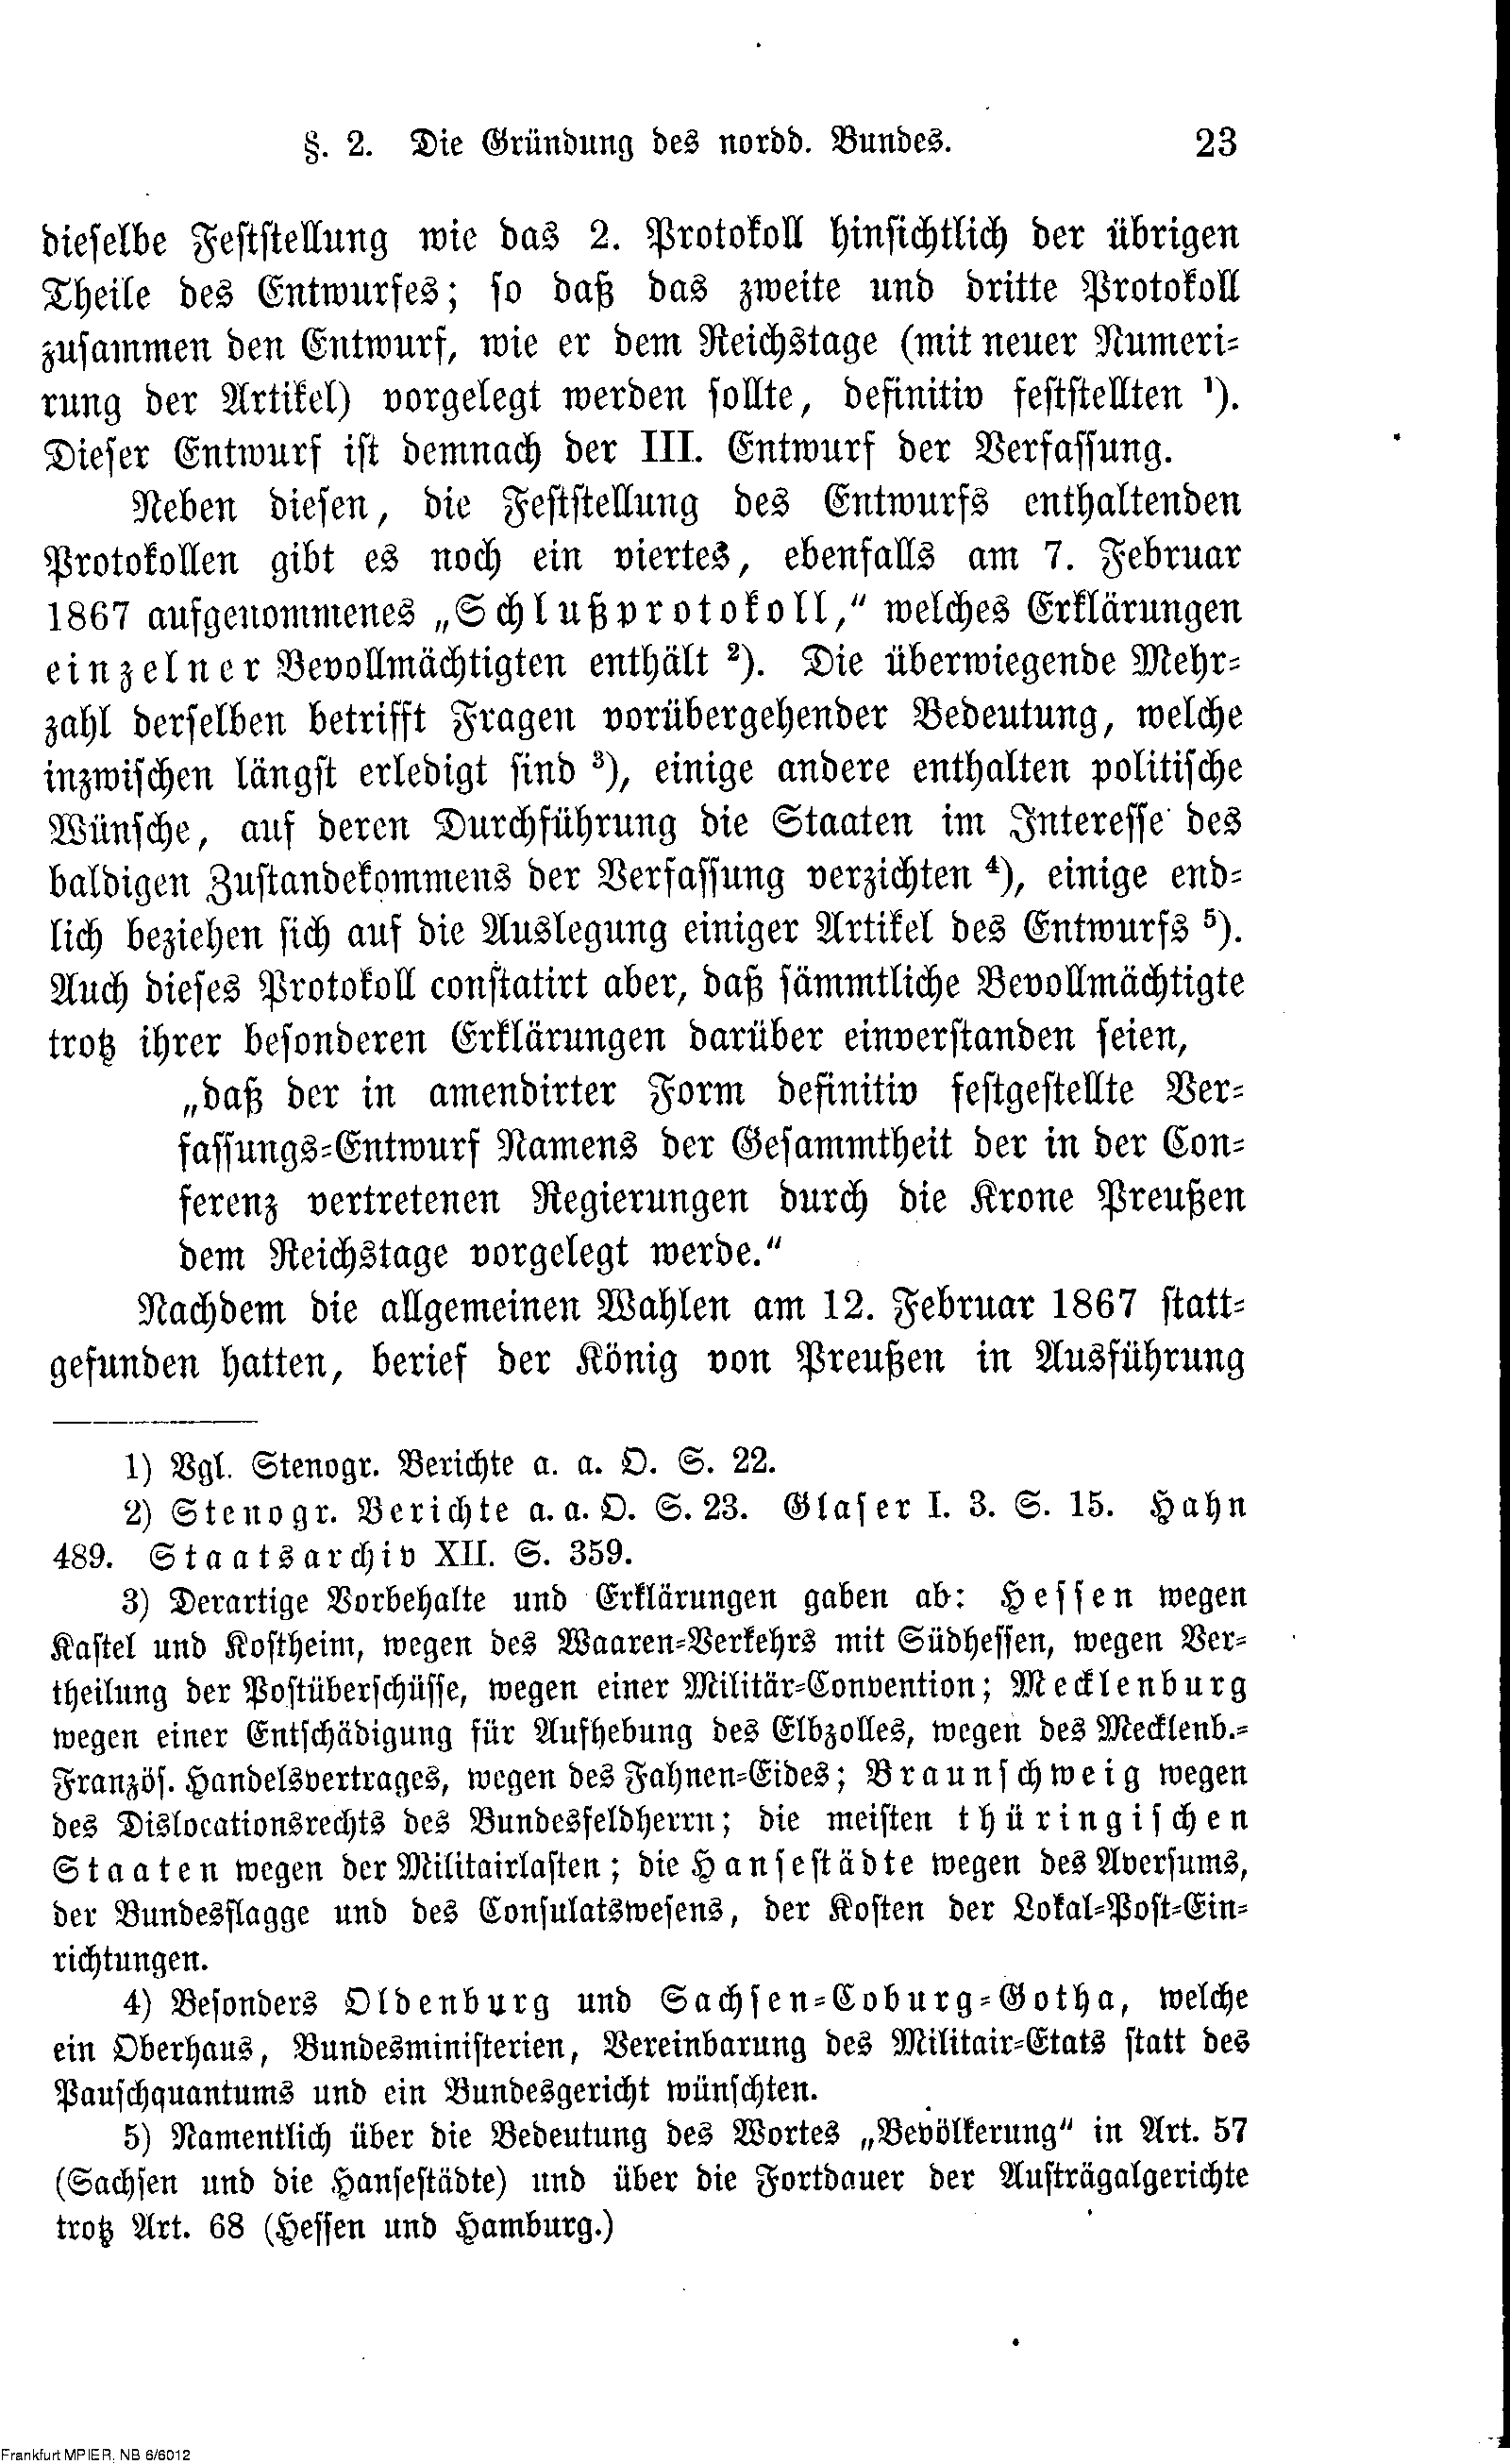 §. 2. Die Gründung des nordd. Bundes. 23
dieselbe Feststellung wie das 2. Protokoll hinsichtlich der übrigen
Theile des Entwurfes; so daß das zweite und dritte Protokoll
zusammen den Entwurf, wie er dem Reichstage (mit neuer Numeri-
rung der Artikel) vorgelegt werden sollte, definitiv feststellten ¹).
Dieser Entwurf ist demnach der III. Entwurf der Verfassung.
Neben diesen, die Feststellung des Entwurfs enthaltenden
Protokollen gibt es noch ein viertes, ebenfalls am 7. Februar
1867 aufgenommenes „Schlußprotokoll,“ welches Erklärungen
einzelner Bevollmächtigten enthält ²). Die überwiegende Mehr-
zahl derselben betrifft Fragen vorübergehender Bedeutung, welche
inzwischen längst erledigt sind ³), einige andere enthalten politische
Wünsche, auf deren Durchführung die Staaten im Interesse des
baldigen Zustandekommens der Verfassung verzichten ⁴), einige end-
lich beziehen sich auf die Auslegung einiger Artikel des Entwurfs ⁵).
Auch dieses Protokoll constatirt aber, daß sämmtliche Bevollmächtigte
trotz ihrer besonderen Erklärungen darüber einverstanden seien,
„daß der in amendirter Form definitiv festgestellte Ver-
fassungs-Entwurf Namens der Gesammtheit der in der Con-
ferenz vertretenen Regierungen durch die Krone Preußen
dem Reichstage vorgelegt werde.“
Nachdem die allgemeinen Wahlen am 12. Februar 1867 statt-
gefunden hatten, berief der König von Preußen in Ausführung
1) Vgl. Stenogr. Berichte a. a. O. S. 22.
2) Stenogr. Berichte a. a. O. S. 23. Glaser I. 3. S. 15. Hahn
489. Staatsarchiv XII. S. 359.
3) Derartige Vorbehalte und Erklärungen gaben ab: Hessen wegen
Kastel und Kostheim, wegen des Waaren-Verkehrs mit Südhessen, wegen Ver-
theilung der Postüberschüsse, wegen einer Militär-Convention; Mecklenburg
wegen einer Entschädigung für Aufhebung des Elbzolles, wegen des Mecklenb.-
Französ. Handelsvertrages, wegen des Fahnen-Eides; Braunschweig wegen
des Dislocationsrechts des Bundesfeldherrn; die meisten thüringischen
Staaten wegen der Militairlasten; die Hansestädte wegen des Aversums,
der Bundesflagge und des Consulatswesens, der Kosten der Lokal-Post-Ein-
richtungen.
4) Besonders Oldenburg und Sachsen-Coburg-Gotha, welche
ein Oberhaus, Bundesministerien, Vereinbarung des Militair-Etats statt des
Pauschquantums und ein Bundesgericht wünschten.
5) Namentlich über die Bedeutung des Wortes „Bevölkerung“ in Art. 57
(Sachsen und die Hansestädte) und über die Fortdauer der Austrägalgerichte
trotz Art. 68 (Hessen und Hamburg.)
Frankfurt MPIER, NB 6/6012